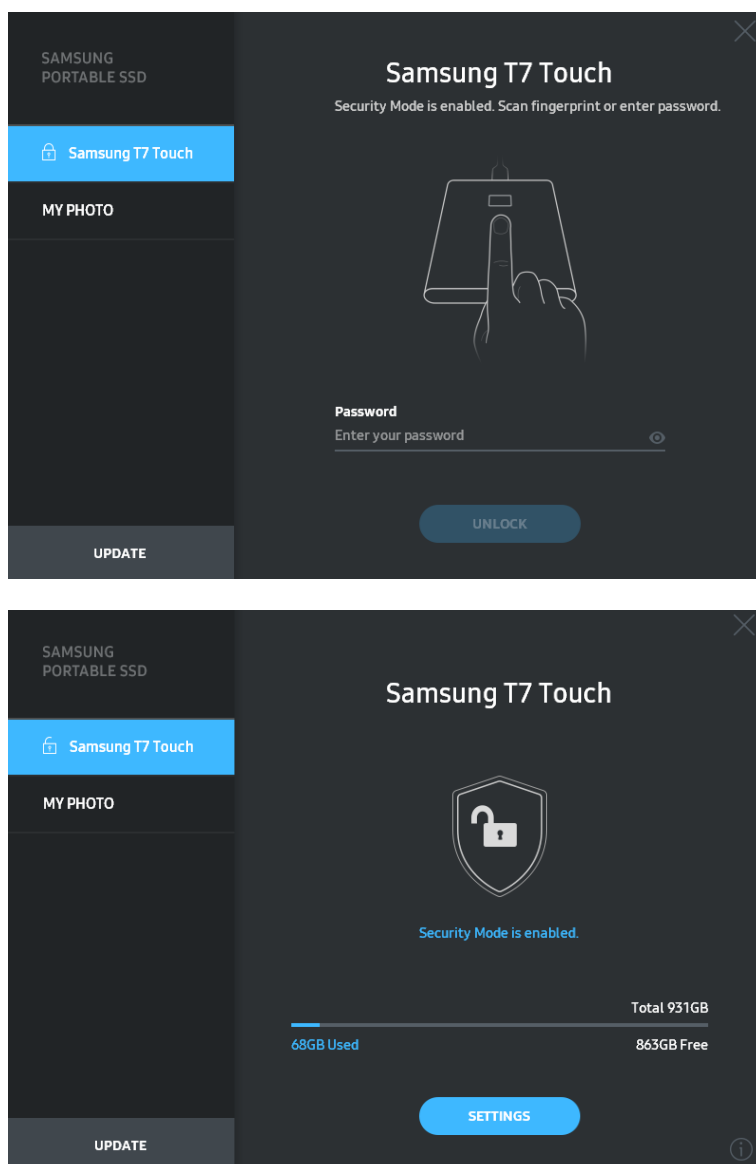 SAMSUNG
PORTABLE SSD
Samsung T7 Touch
MY PHOTO
UPDATE
Samsung T7 Touch
Security Mode is enabled. Scan fingerprint or enter password.
Password
Enter your password
UNLOCK
SAMSUNG
PORTABLE SSD
Samsung T7 Touch
MY PHOTO
UPDATE
Samsung T7 Touch
Security Mode is enabled.
Total 931GB
68GB Used 863GB Free
SETTINGS